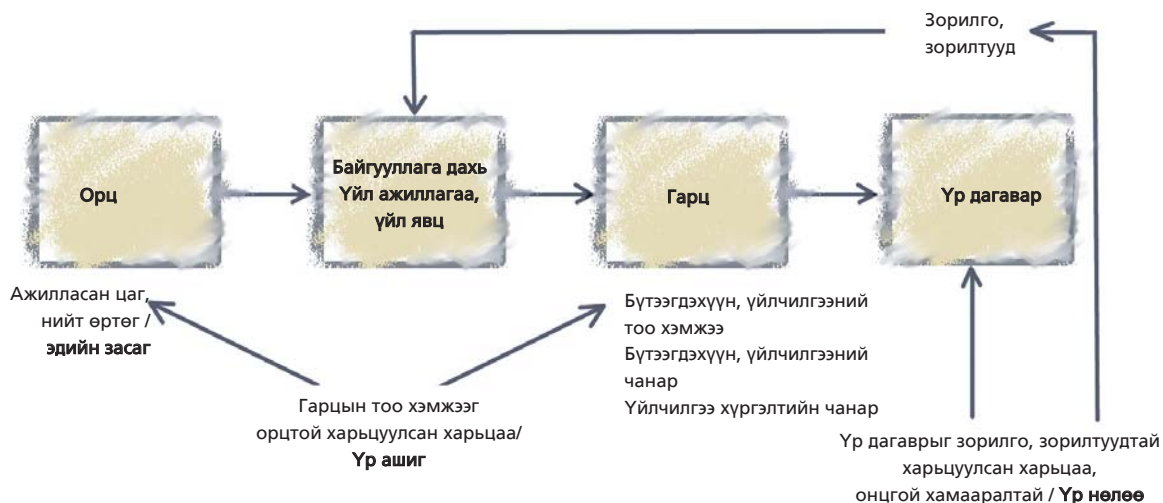 Зорилго,
зорилтууд
Орц
Байгууллага дахь
Үйл ажиллагаа,
үйл явц
Гарц
Үр дагавар
Ажилласан цаг,
нийт өртөг /
эдийн засаг
Бүтээгдэхүүн, үйлчилгээний
тоо хэмжээ
Бүтээгдэхүүн, үйлчилгээний
чанар
Үйлчилгээ хүргэлтийн чанар
Гарцын тоо хэмжээг
орцтой харьцуулсан харьцаа/
Үр ашиг
Үр дагаврыг зорилго, зорилтуудтай
харьцуулсан харьцаа,
онцгой хамааралтай / Үр нөлөө